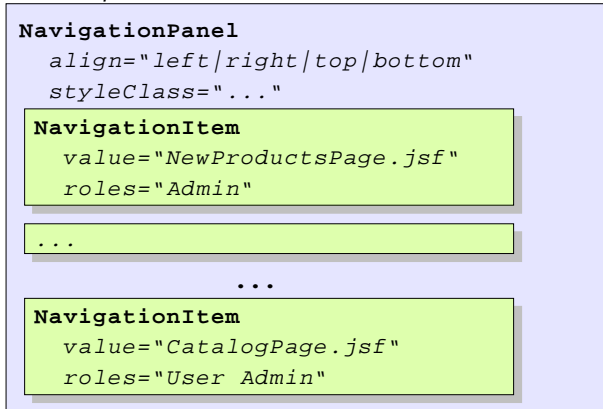 NavigationPanel
align="left|right|top|bottom"
styleClass="..."
NavigationItem
value="NewProductsPage.jsf"
roles="Admin"
...
...
NavigationItem
value="CatalogPage.jsf"
roles="User Admin"